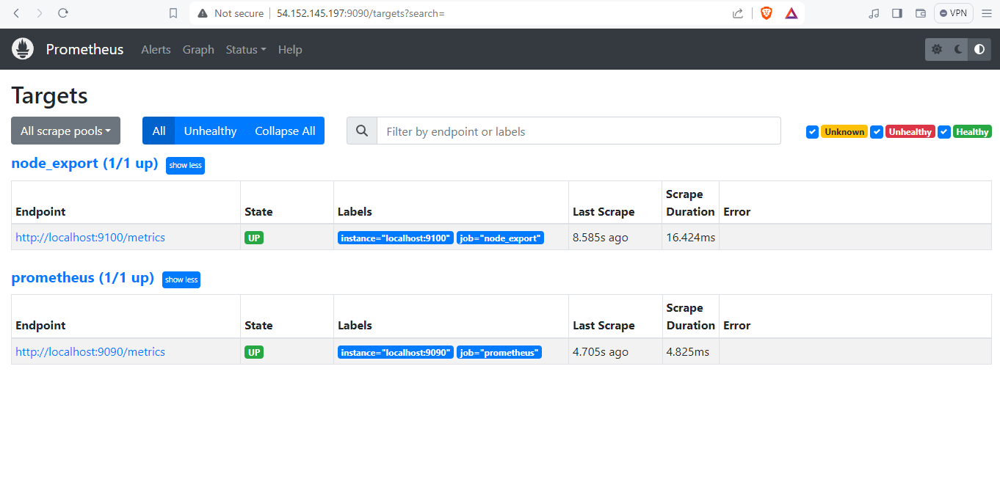 Not secure 54.152.145.197:9090/targets?search= VPN
Prometheus Alerts Graph Status Help
Targets
All scrape pools All Unhealthy Collapse All Filter by endpoint or labels Unknown Unhealthy Healthy
node_export (1/1 up) show less
Endpoint State Labels Last Scrape Scrape Duration Error
http://localhost:9100/metrics UP instance="localhost:9100" job="node_export" 8.585s ago 16.424ms
prometheus (1/1 up) show less
Endpoint State Labels Last Scrape Scrape Duration Error
http://localhost:9090/metrics UP instance="localhost:9090" job="prometheus" 4.705s ago 4.825ms